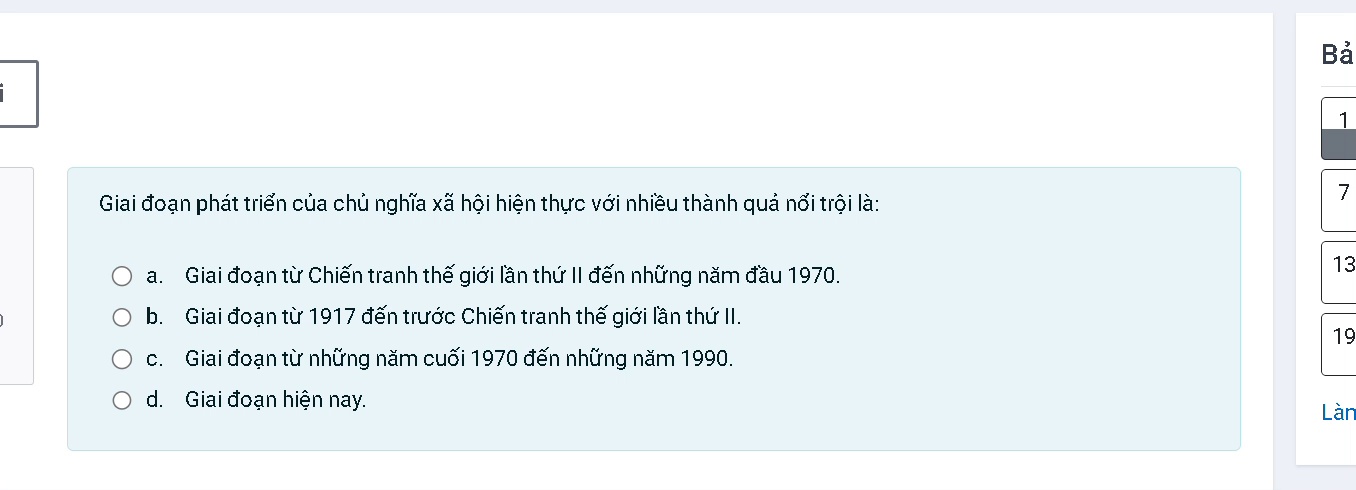 Bả
1
Giai đoạn phát triển của chủ nghĩa xã hội hiện thực với nhiều thành quả nổi trội là:
7
a. Giai đoạn từ Chiến tranh thế giới lần thứ II đến những năm đầu 1970.
13
b. Giai đoạn từ 1917 đến trước Chiến tranh thế giới lần thứ II.
19
c. Giai đoạn từ những năm cuối 1970 đến những năm 1990.
d. Giai đoạn hiện nay.
Làm